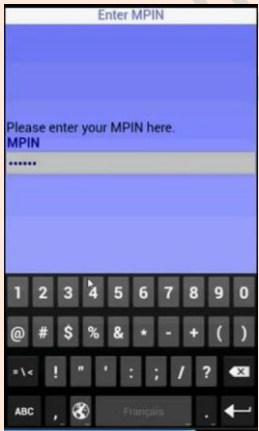 Enter MPIN
Please enter your MPIN here.
MPIN
••••••
1 2 3 4 5 6 7 8 9 0
@ # $ % & * - + ( )
= \ < ! " ' : ; / ?
ABC , Français .